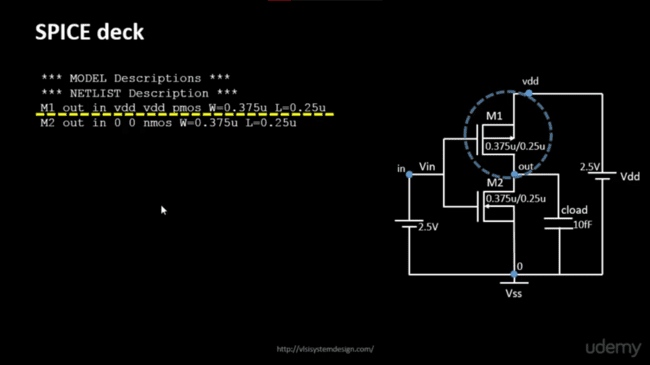 SPICE deck
*** MODEL Descriptions ***
*** NETLIST Description ***
M1 out in vdd vdd pmos W=0.375u L=0.25u
M2 out in 0 0 nmos W=0.375u L=0.25u
vdd
M1
0.375u/0.25u
in
Vin
out
2.5V
Vdd
M2
0.375u/0.25u
cload
10fF
2.5V
0
Vss
http://vlsisystemdesign.com/
udemy